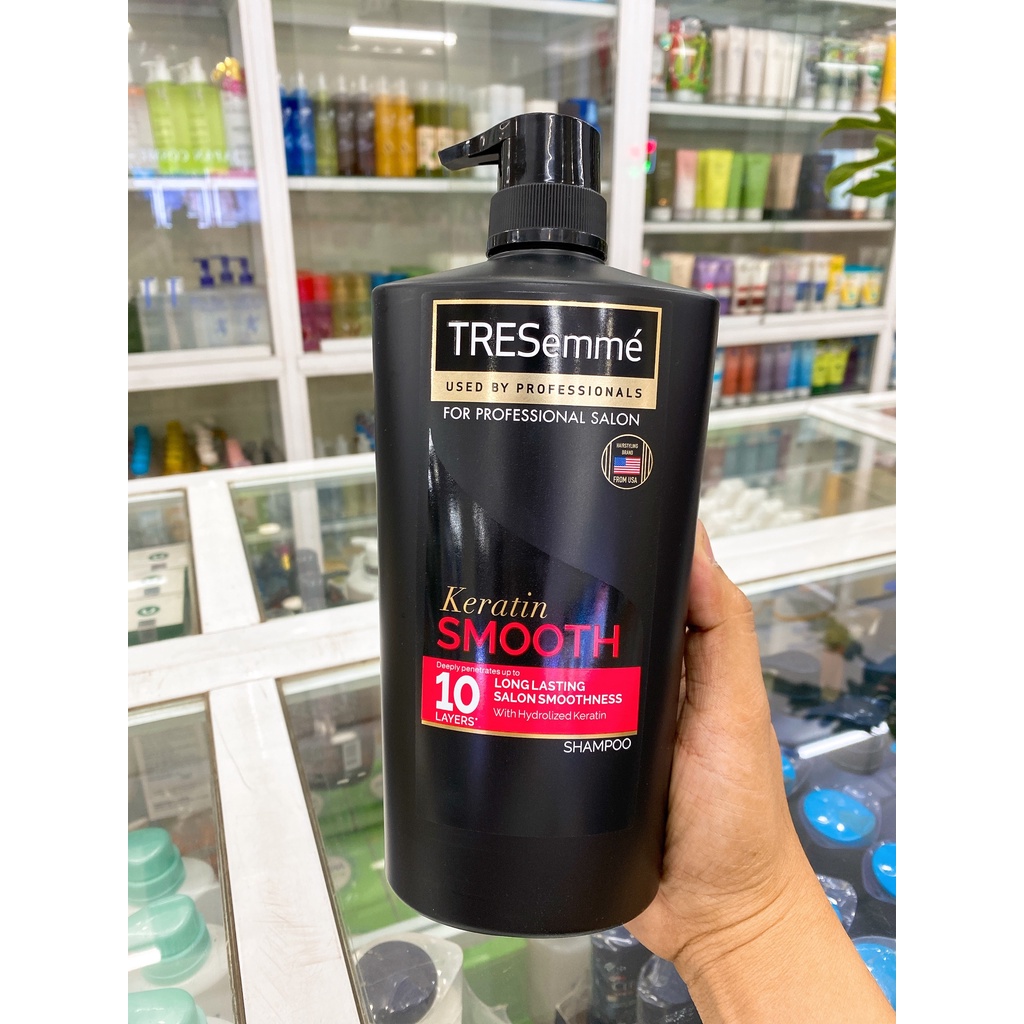 TRESemmé
USED BY PROFESSIONALS
FOR PROFESSIONAL SALON
HAIRSTYLING
BRAND
FROM USA
Keratin
SMOOTH
Deeply penetrates up to
10
LAYERS*
LONG LASTING
SALON SMOOTHNESS
With Hydrolized Keratin
SHAMPOO